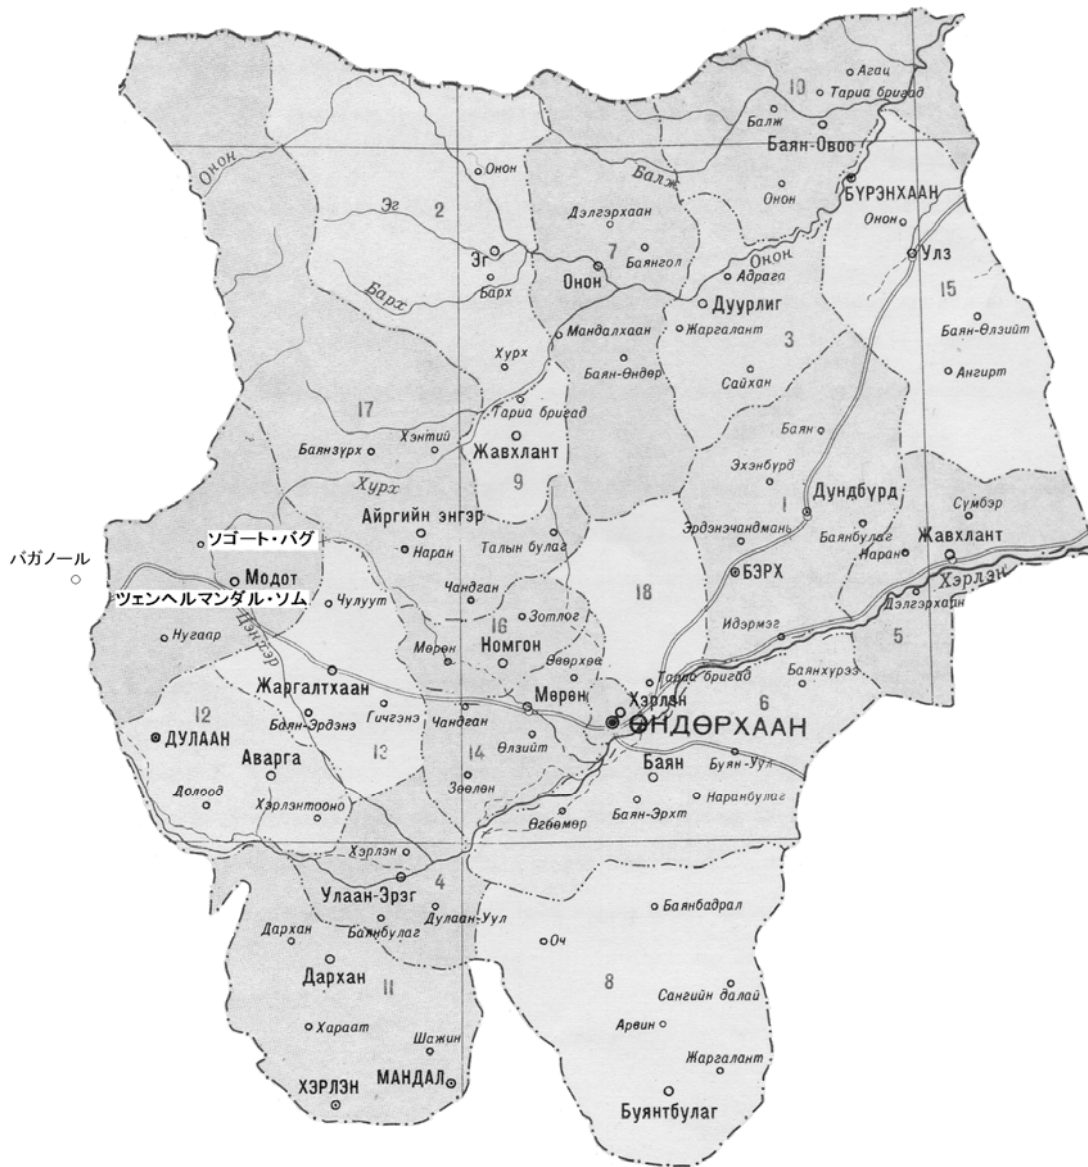 Агац
10
Тариа бригад
Балж
Баян-Овоо
Онон
Онон
Балж
БҮРЭНХААН
Онон
Эг
2
Дэлгэрхаан
Онон
7
Эг
Баянгол
Онон
Улз
Онон
Адрага
Барх
Барх
Дуурлиг
15
Мандалхаан
Жаргалант
Баян-Өлзийт
3
Хурх
Баян-Өндөр
Сайхан
Ангирт
17
Тариа бригад
Хэнтий
Баянзүрх
Жавхлант
Баян
9
Эхэнбүрд
Хурх
Дундбүрд
1
Сүмбэр
Айргийн энгэр
Эрдэнэчандмань
Баянбулаг
ソゴート・バグ
Наран
Талын булаг
Наран
Жавхлант
バガノール
Модот
БЭРХ
Хэрлэн
ツェンヘルマンダル・ソム
Чулуут
Чандган
18
Дэлгэрхаан
Цэнхэр
Зотлог
16
Нугаар
Мөрөн
Номгон
Идэрмэг
5
Жаргалтхаан
Өвөрхөө
Тариа бригад
Баянхүрээ
12
Баян-Эрдэнэ
Гичгэнэ
Чандган
Мөрөн
Хэрлэн
6
ӨНДӨРХААН
ДУЛААН
13
14
Өлзийт
Буян-Уул
Аварга
Зөөлөн
Баян
Долоод
Хэрлэнтооно
Өгөөмөр
Баян-Эрхт
Наранбулаг
Хэрлэн
Улаан-Эрэг
4
Дулаан-Уул
Баянбадрал
Баянбулаг
Дархан
Оч
Дархан
8
11
Сангийн далай
Хараат
Арвин
Шажин
Жаргалант
ХЭРЛЭН
МАНДАЛ
Буянтбулаг